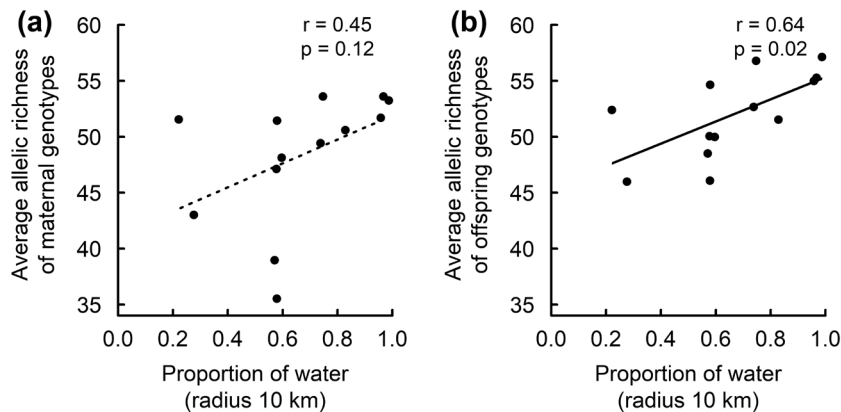 (a)
r = 0.45
p = 0.12
Average allelic richness
of maternal genotypes
60
55
50
45
40
35
0.0 0.2 0.4 0.6 0.8 1.0
Proportion of water
(radius 10 km)
(b)
r = 0.64
p = 0.02
Average allelic richness
of offspring genotypes
60
55
50
45
40
35
0.0 0.2 0.4 0.6 0.8 1.0
Proportion of water
(radius 10 km)